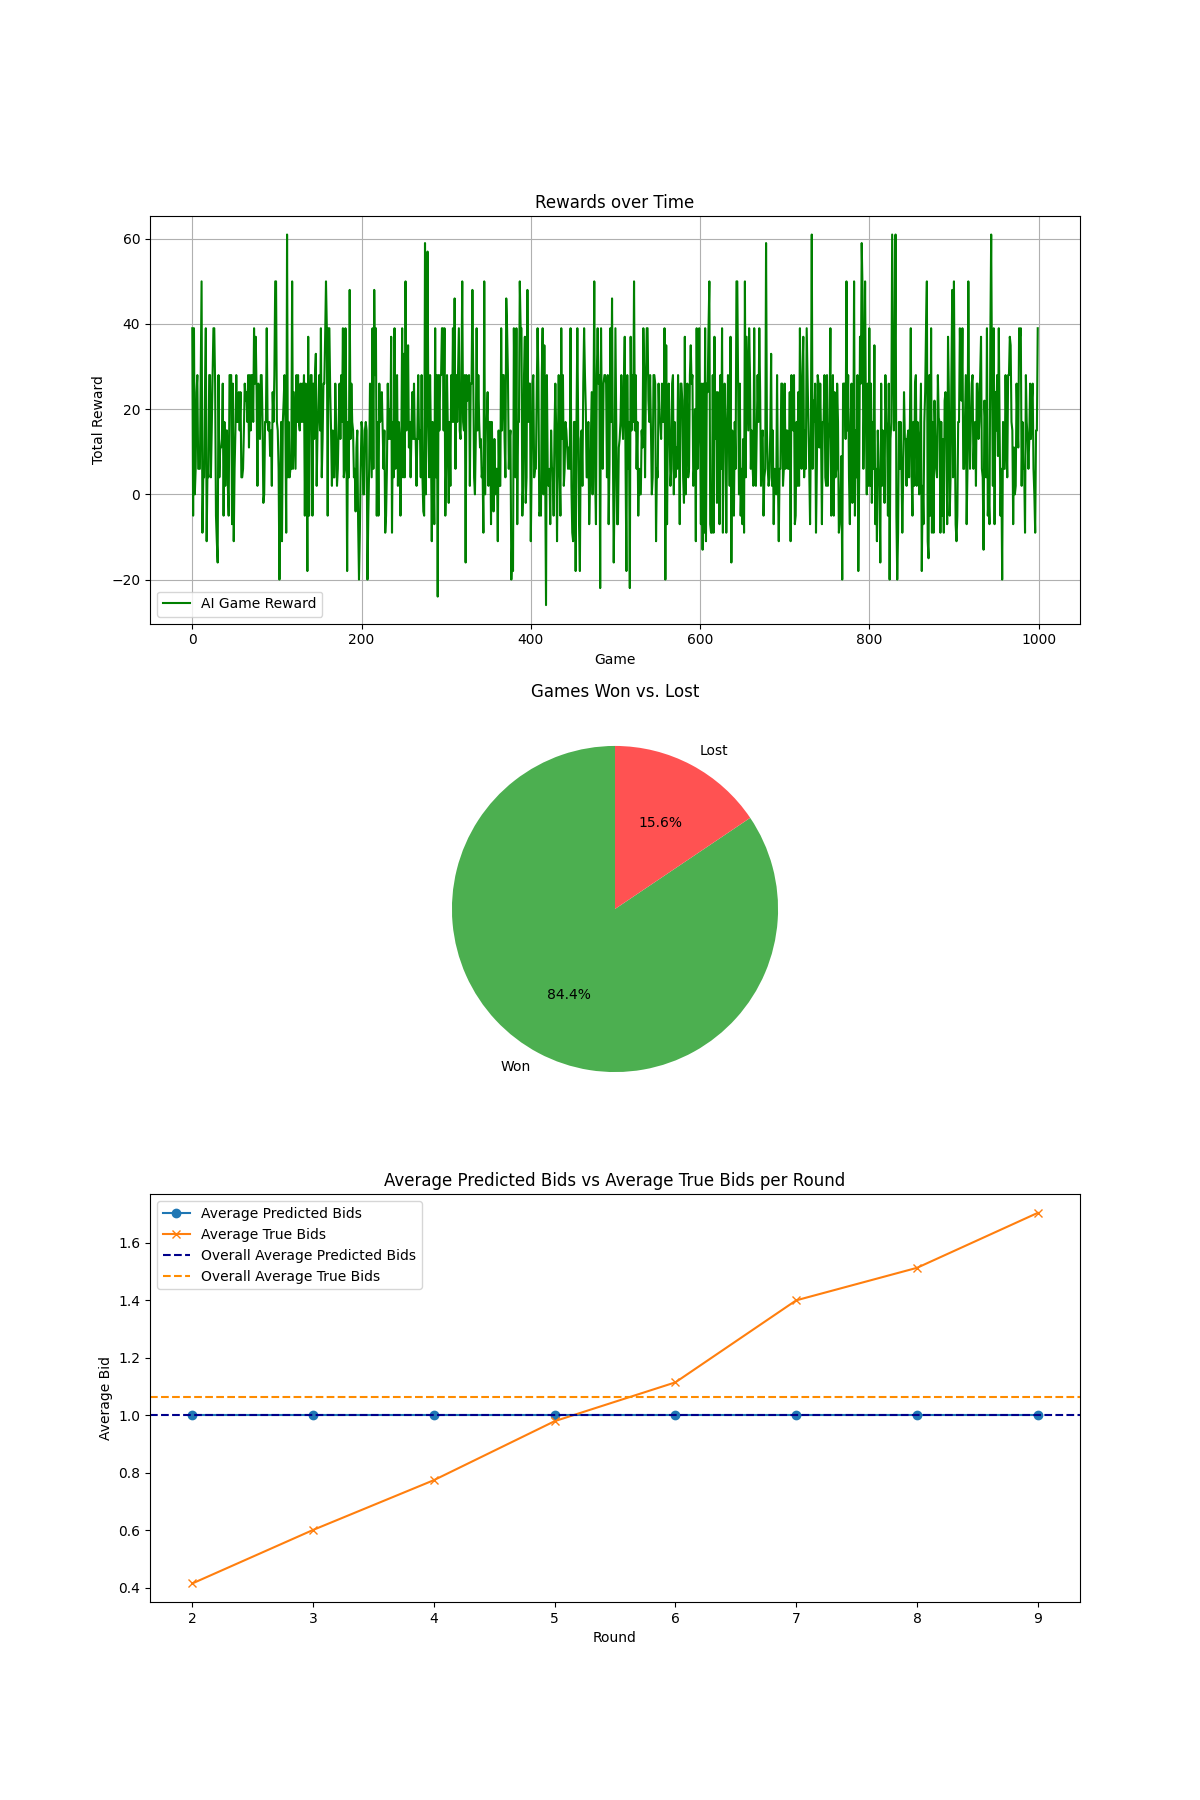 Rewards over Time
Total Reward
60
40
20
0
−20
AI Game Reward
0 200 400 600 800 1000
Game
Games Won vs. Lost
Lost
15.6%
84.4%
Won
Average Predicted Bids vs Average True Bids per Round
Average Bid
Average Predicted Bids
Average True Bids
Overall Average Predicted Bids
Overall Average True Bids
1.6
1.4
1.2
1.0
0.8
0.6
0.4
2 3 4 5 6 7 8 9
Round